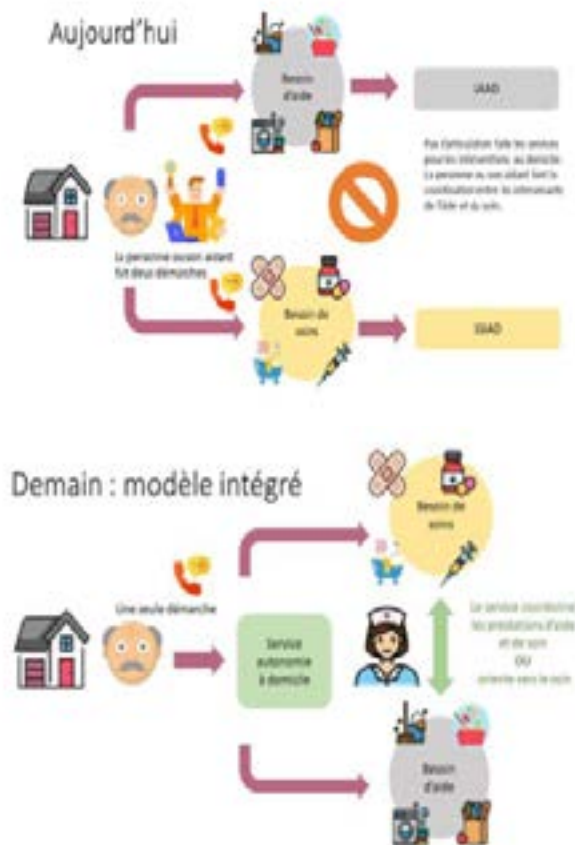 Aujourd'hui
Besoin
d'aide
SAAD
Pas d'articulation faite les services
pour les interventions au domicile.
La personne ou son aidant font la
coordination entre les intervenants
de l'aide et du soin.
La personne ou son aidant
fait deux démarches
Besoin de
soins
SSIAD
Demain : modèle intégré
Besoin de
soins
Une seule démarche
Service
autonomie
à domicile
Le service coordonne
les prestations d'aide
et de soin
OU
oriente vers le soin
Besoin
d'aide